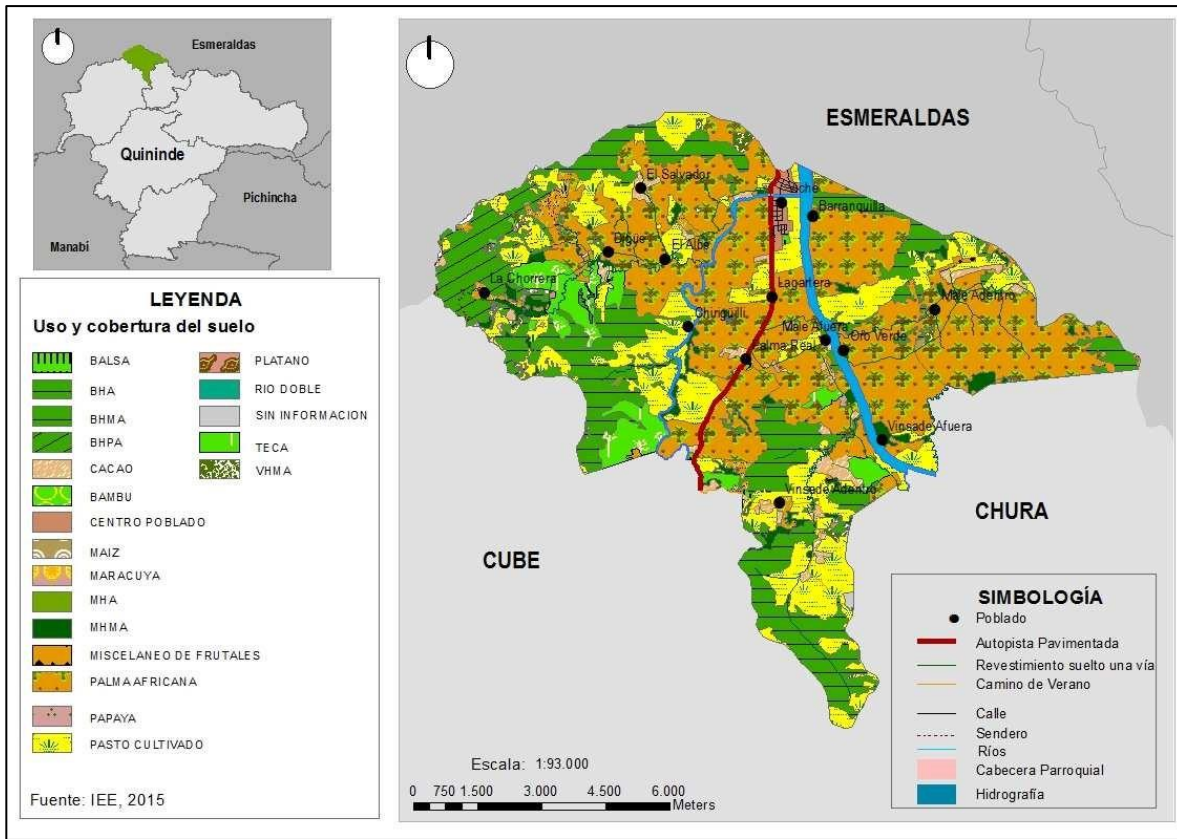 Esmeraldas
Quininde
Pichincha
Manabí
LEYENDA
Uso y cobertura del suelo
BALSA
BHA
BHMA
BHPA
CACAO
BAMBU
CENTRO POBLADO
MAIZ
MARACUYA
MHA
MHMA
MISCELANEO DE FRUTALES
PALMA AFRICANA
PAPAYA
PASTO CULTIVADO
PLATANO
RIO DOBLE
SIN INFORMACION
TECA
VHMA
Fuente: IEE, 2015
ESMERALDAS
El Salvador
Barranquilla
El Albe
La Chorrera
Lagartera
Male Adentro
Chiriguilli
Male Afuera
Oro Verde
Palma Real
Vinsade Afuera
Vinsade Adentro
CUBE
CHURA
Escala: 1:93.000
0 750 1.500 3.000 4.500 6.000
Meters
SIMBOLOGÍA
Poblado
Autopista Pavimentada
Revestimiento suelto una vía
Camino de Verano
Calle
Sendero
Ríos
Cabecera Parroquial
Hidrografía